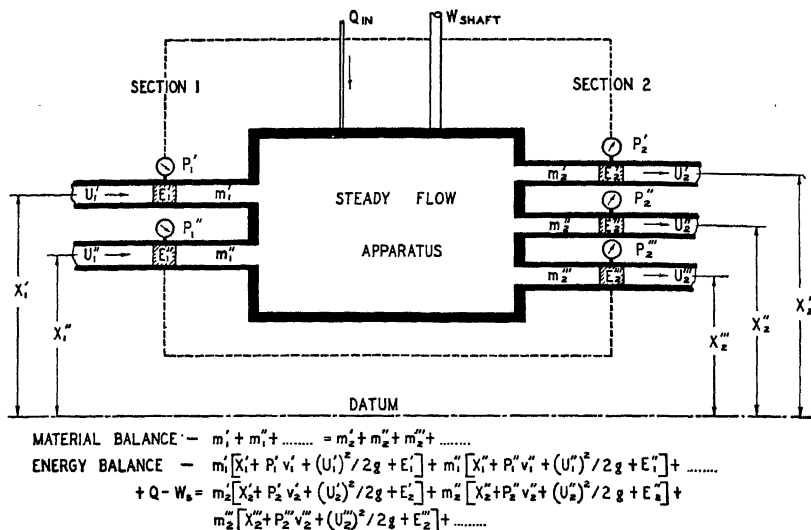 Q IN W SHAFT
SECTION 1 SECTION 2
P₁' P₂'
U₁' E₁' m₁' m₂' E₂' U₂'
P₁'' STEADY FLOW P₂''
m₂'' E₂'' U₂''
APPARATUS P₂'''
U₁'' E₁'' m₁'' m₂''' E₂''' U₂'''
X₁' X₁'' X₂''' X₂'' X₂'
DATUM
MATERIAL BALANCE – m₁' + m₁'' + ........ = m₂' + m₂'' + m₂''' + ........
ENERGY BALANCE – m₁'[X₁' + P₁' v₁' + (U₁')²/2g + E₁'] + m₁''[X₁'' + P₁'' v₁'' + (U₁'')²/2g + E₁''] + ........
+ Q – Wₛ = m₂'[X₂' + P₂' v₂' + (U₂')²/2g + E₂'] + m₂''[X₂'' + P₂'' v₂'' + (U₂'')²/2g + E₂''] +
m₂'''[X₂''' + P₂''' v₂''' + (U₂''')²/2g + E₂'''] + ........